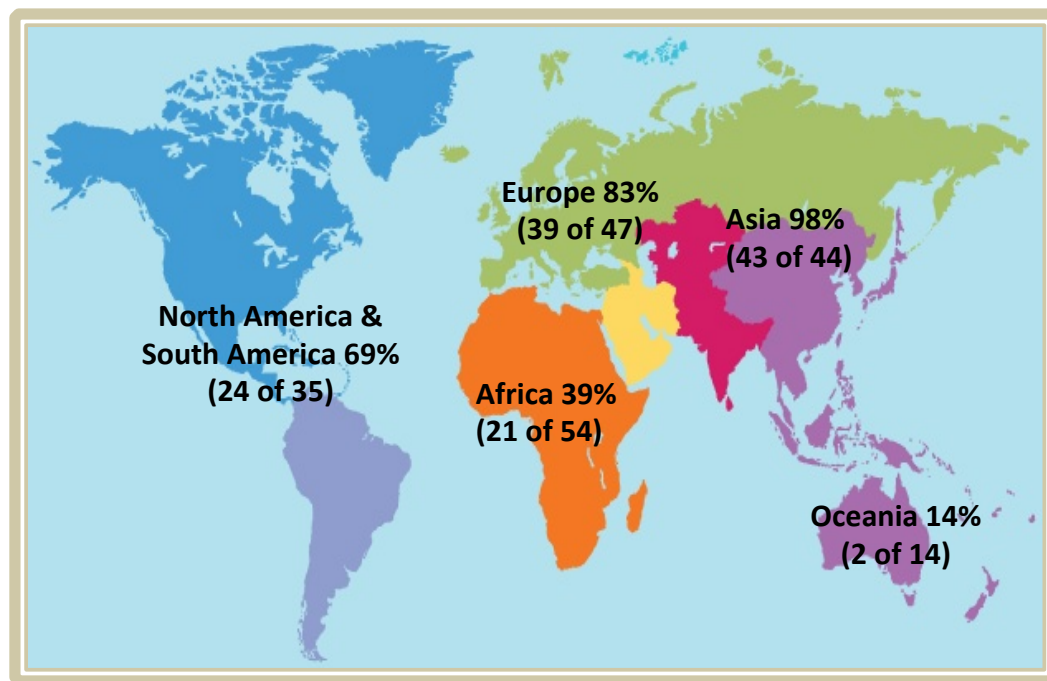 North America &
South America 69%
(24 of 35)
Europe 83%
(39 of 47)
Asia 98%
(43 of 44)
Africa 39%
(21 of 54)
Oceania 14%
(2 of 14)